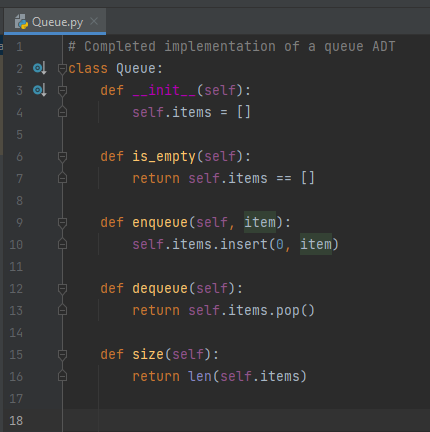 Queue.py
1 # Completed implementation of a queue ADT
2 class Queue:
3     def __init__(self):
4         self.items = []
5
6     def is_empty(self):
7         return self.items == []
8
9     def enqueue(self, item):
10         self.items.insert(0, item)
11
12     def dequeue(self):
13         return self.items.pop()
14
15     def size(self):
16         return len(self.items)
17
18